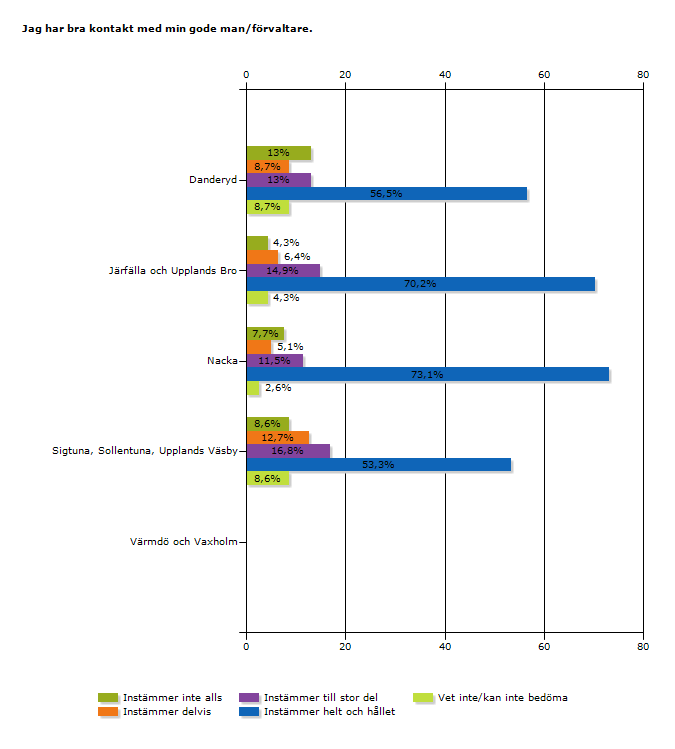 Jag har bra kontakt med min gode man/förvaltare.
0 20 40 60 80
13%
8,7%
Danderyd 13%
56,5%
8,7%
4,3%
6,4%
Järfälla och Upplands Bro 14,9%
70,2%
4,3%
7,7%
5,1%
Nacka 11,5%
73,1%
2,6%
8,6%
12,7%
Sigtuna, Sollentuna, Upplands Väsby 16,8%
53,3%
8,6%
Värmdö och Vaxholm
0 20 40 60 80
Instämmer inte alls Instämmer till stor del Vet inte/kan inte bedöma
Instämmer delvis Instämmer helt och hållet